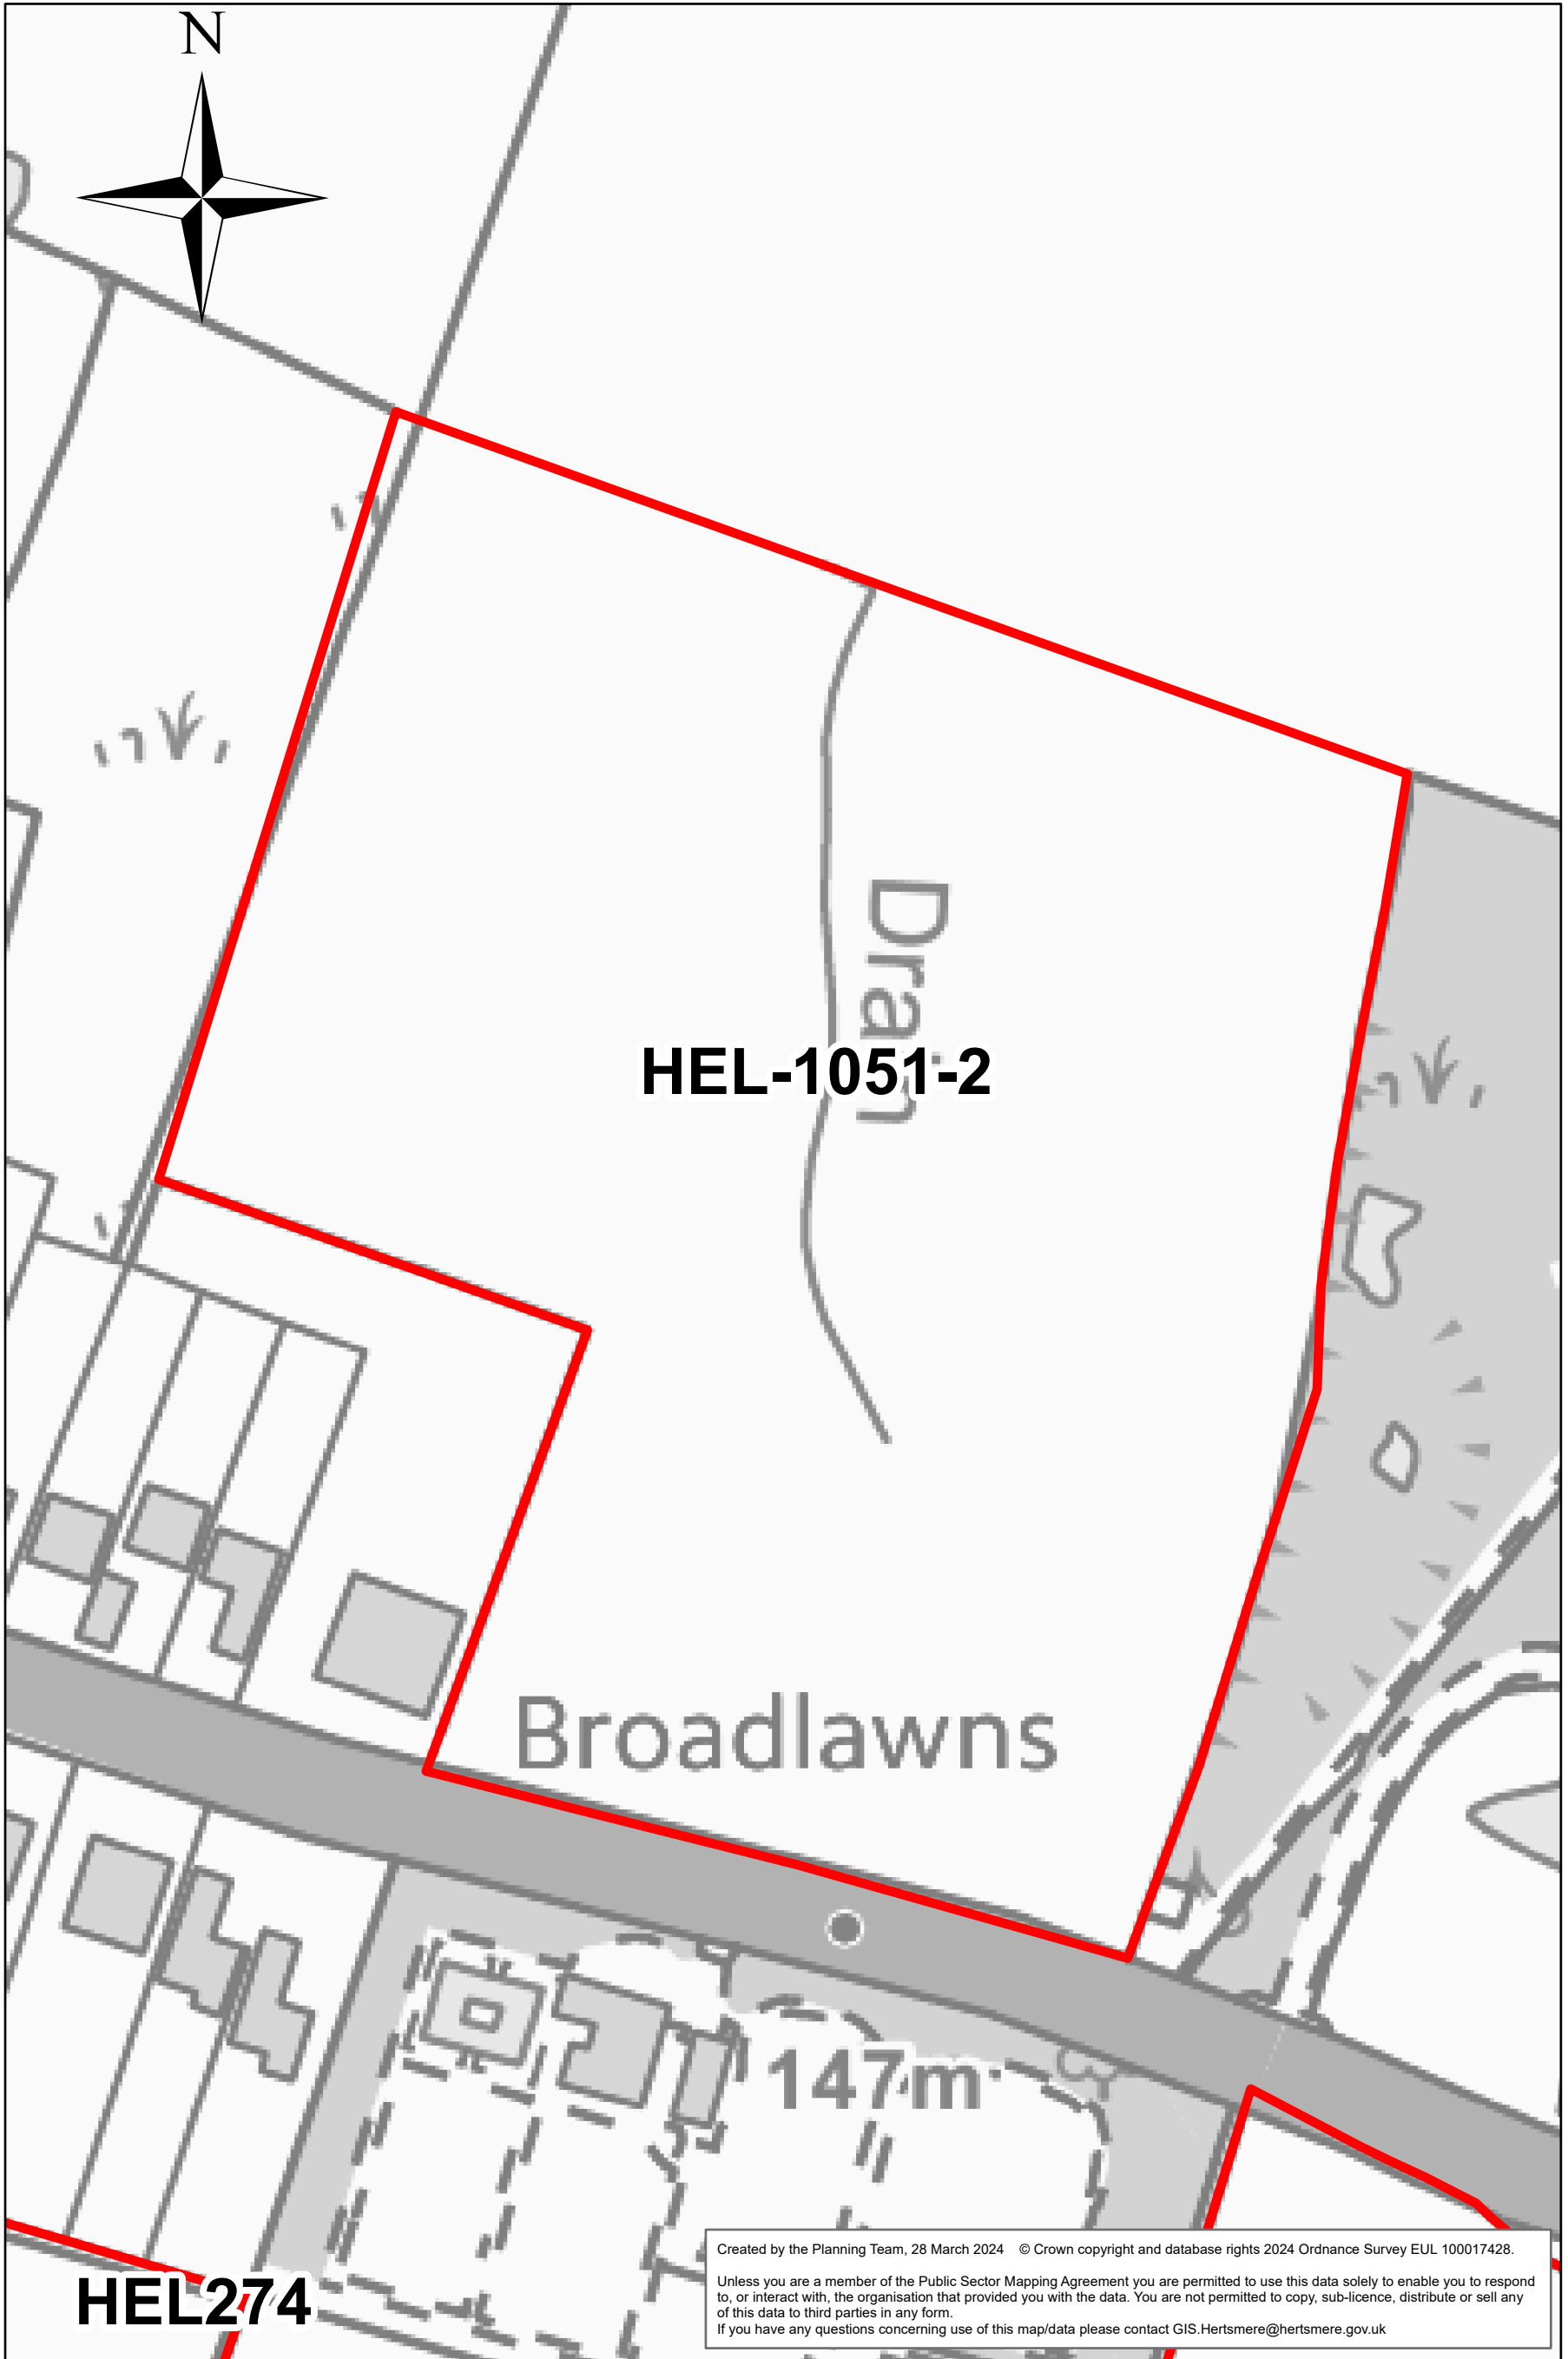 N
Drain
HEL-1051-2
Broadlawns
147m
HEL274
Created by the Planning Team, 28 March 2024 © Crown copyright and database rights 2024 Ordnance Survey EUL 100017428.
Unless you are a member of the Public Sector Mapping Agreement you are permitted to use this data solely to enable you to respond
to, or interact with, the organisation that provided you with the data. You are not permitted to copy, sub-licence, distribute or sell any
of this data to third parties in any form.
If you have any questions concerning use of this map/data please contact GIS.Hertsmere@hertsmere.gov.uk